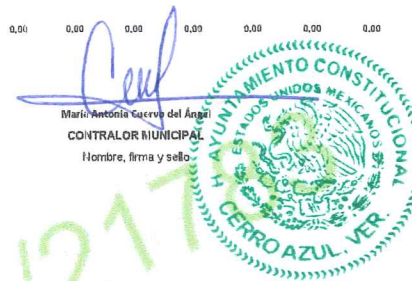 0.00 0.00 0.00 0.00 0.00 0.00 0.00
María Antonia Cuervo del Ángel
CONTRALOR MUNICIPAL
Nombre, firma y sello
H. AYUNTAMIENTO CONSTITUCIONAL
ESTADOS UNIDOS MEXICANOS
CERRO AZUL, VER.